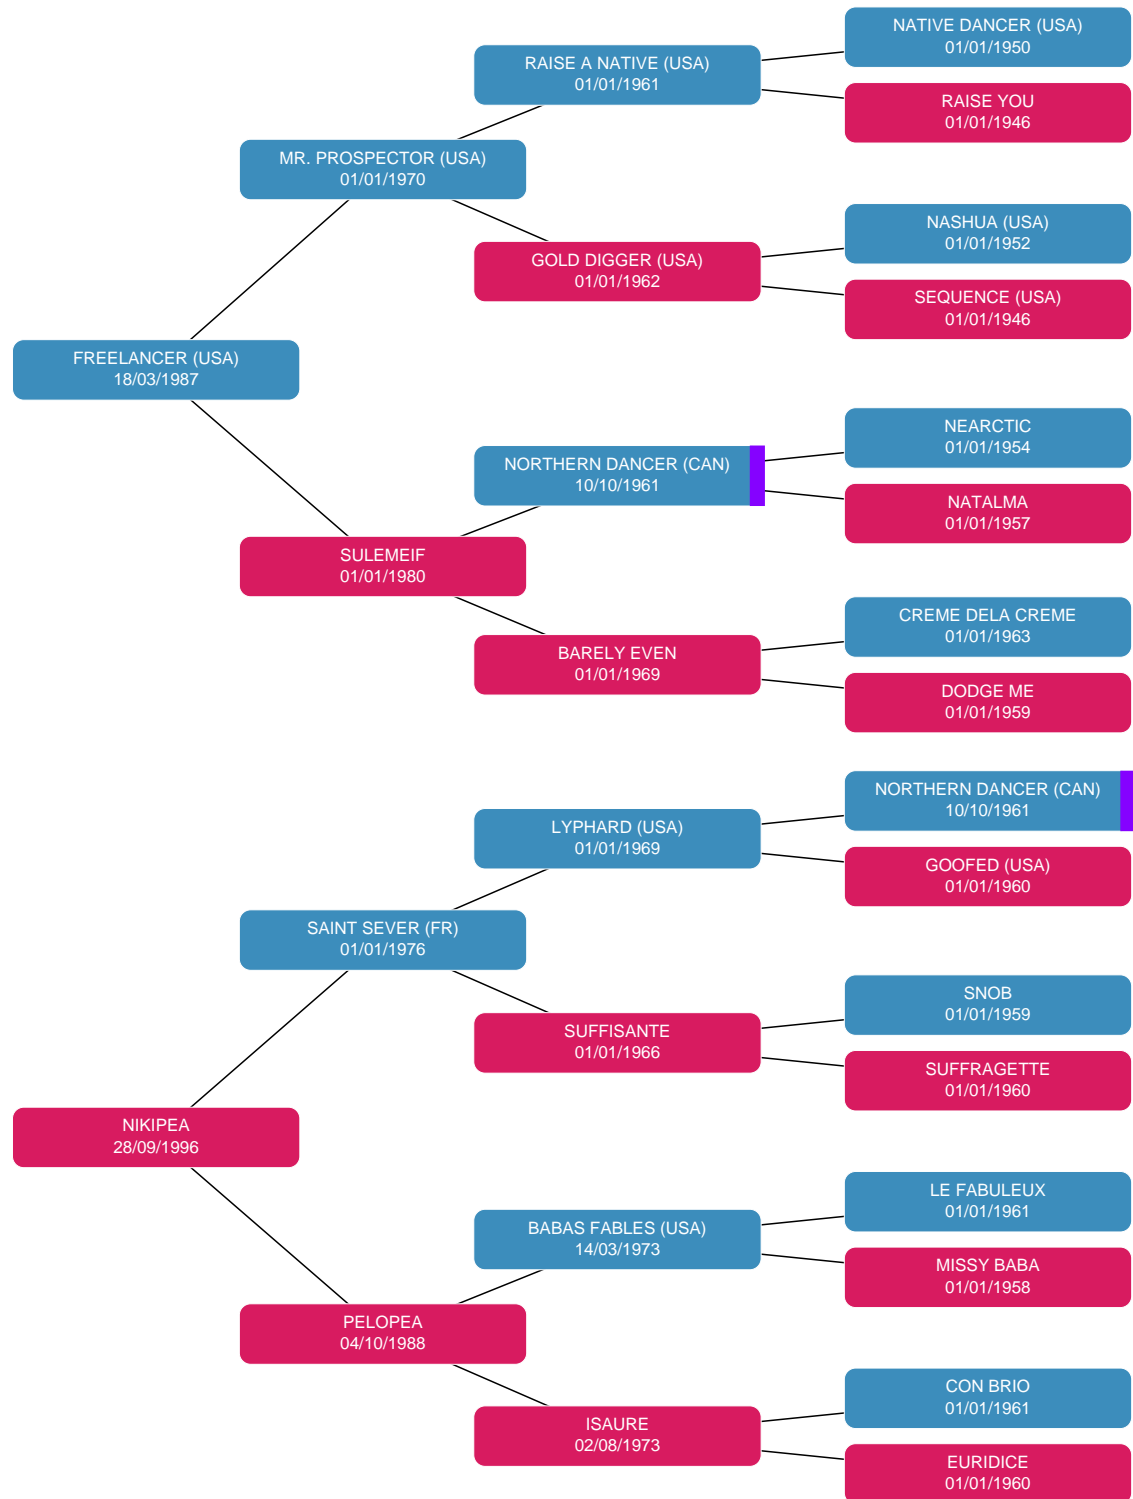 NATIVE DANCER (USA)
01/01/1950
RAISE A NATIVE (USA)
01/01/1961
RAISE YOU
01/01/1946
MR. PROSPECTOR (USA)
01/01/1970
NASHUA (USA)
01/01/1952
GOLD DIGGER (USA)
01/01/1962
SEQUENCE (USA)
01/01/1946
FREELANCER (USA)
18/03/1987
NEARCTIC
01/01/1954
NORTHERN DANCER (CAN)
10/10/1961
NATALMA
01/01/1957
SULEMEIF
01/01/1980
CREME DELA CREME
01/01/1963
BARELY EVEN
01/01/1969
DODGE ME
01/01/1959
NORTHERN DANCER (CAN)
10/10/1961
LYPHARD (USA)
01/01/1969
GOOFED (USA)
01/01/1960
SAINT SEVER (FR)
01/01/1976
SNOB
01/01/1959
SUFFISANTE
01/01/1966
SUFFRAGETTE
01/01/1960
NIKIPEA
28/09/1996
LE FABULEUX
01/01/1961
BABAS FABLES (USA)
14/03/1973
MISSY BABA
01/01/1958
PELOPEA
04/10/1988
CON BRIO
01/01/1961
ISAURE
02/08/1973
EURIDICE
01/01/1960